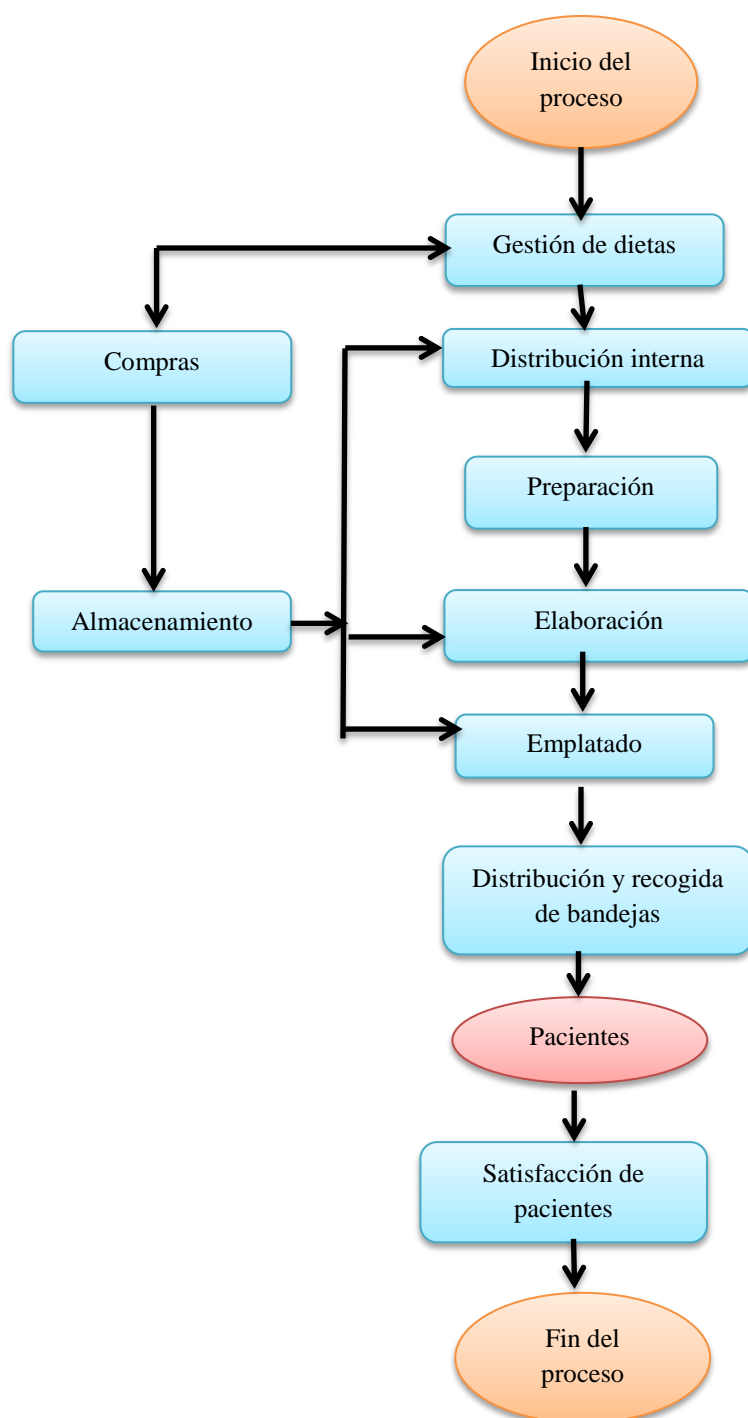 Inicio del
proceso
Gestión de dietas
Compras
Distribución interna
Preparación
Almacenamiento
Elaboración
Emplatado
Distribución y recogida
de bandejas
Pacientes
Satisfacción de
pacientes
Fin del
proceso